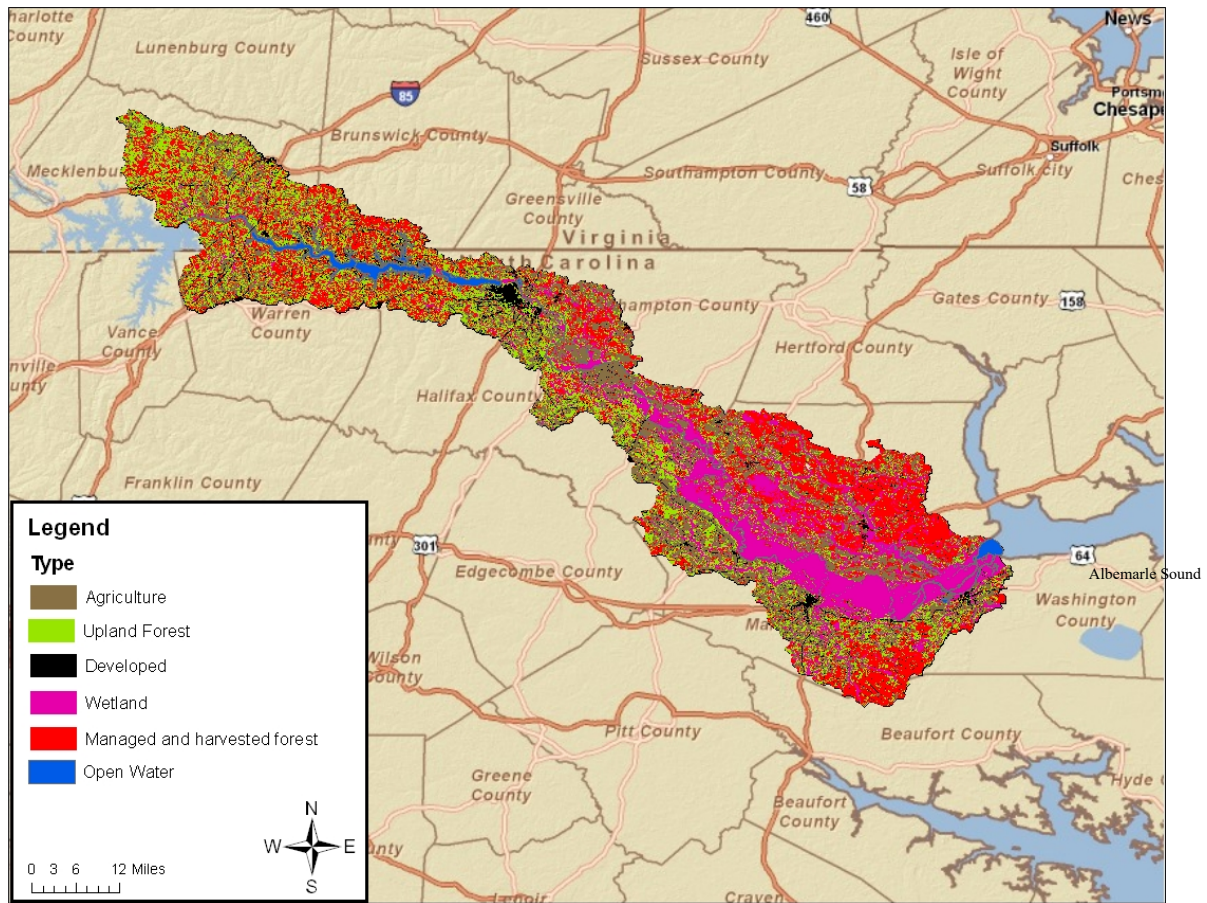 harlotte
County
Lunenburg County
460
News
Sussex County
Isle of
Wight
County
85
Portsm
Chesap
Brunswick County
Suffolk
Mecklenbu
Southampton County
Suffolk city
Ches
58
Greensville
County
Virginia
th Carolina
hampton County
Gates County
158
Warren
County
Vance
County
Hertford County
nville
unty
Halifax County
Franklin County
Legend
Type
Agriculture
Upland Forest
Developed
Wetland
Managed and harvested forest
Open Water
N
W
E
S
0 3 6 12 Miles
301
Edgecombe County
64
Albemarle Sound
Washington
County
Ma
Wilson
County
Pitt County
Beaufort County
Greene
County
Hyde
Beaufort
County
unty
Lenoir
Craven